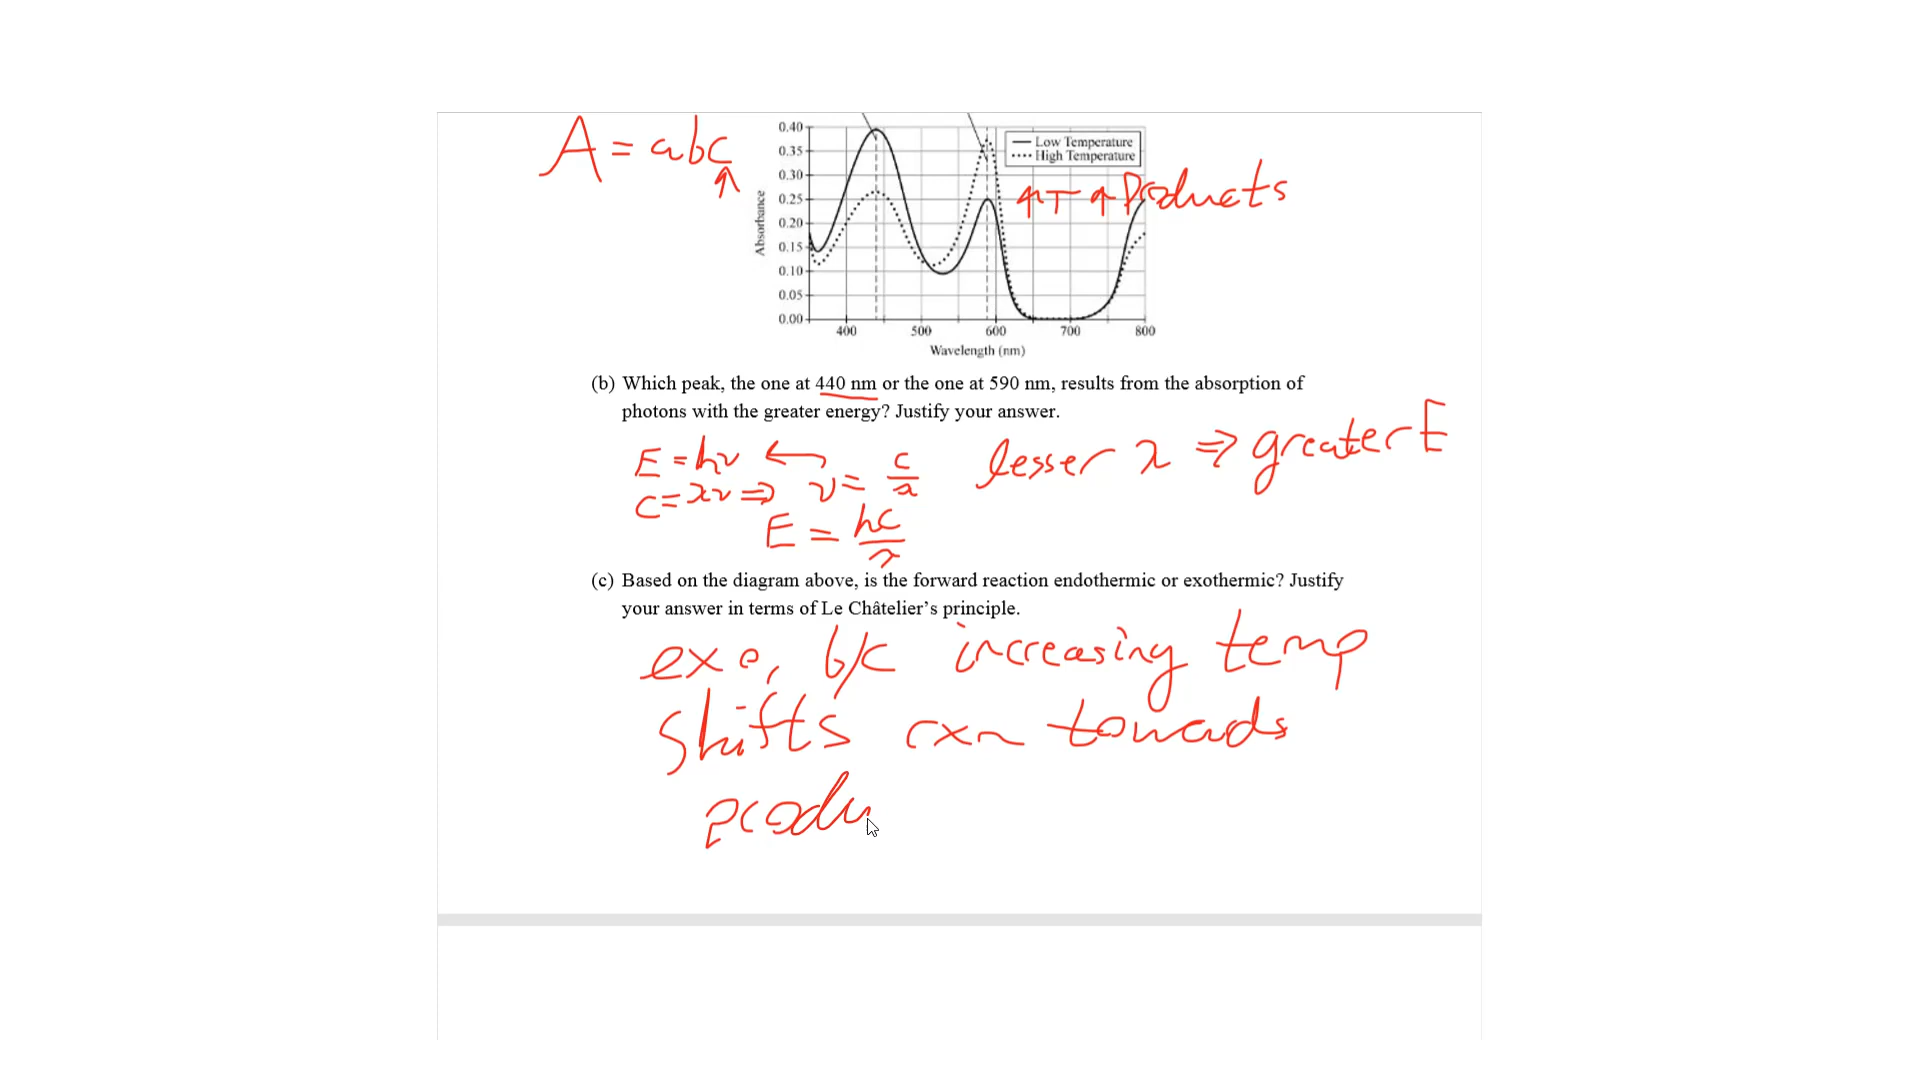 A = abc
↑
0.40
0.35
0.30
0.25
0.20
0.15
0.10
0.05
0.00
Absorbance
Low Temperature
High Temperature
↑T ↑ Products
400 500 600 700 800
Wavelength (nm)
(b) Which peak, the one at 440 nm or the one at 590 nm, results from the absorption of
photons with the greater energy? Justify your answer.
E = hν ← lesser λ ⇒ greater E
c = λν ⇒ ν = c/λ
E = hc/λ
(c) Based on the diagram above, is the forward reaction endothermic or exothermic? Justify
your answer in terms of Le Châtelier’s principle.
exo, b/c increasing temp
shifts rxn towards
produ